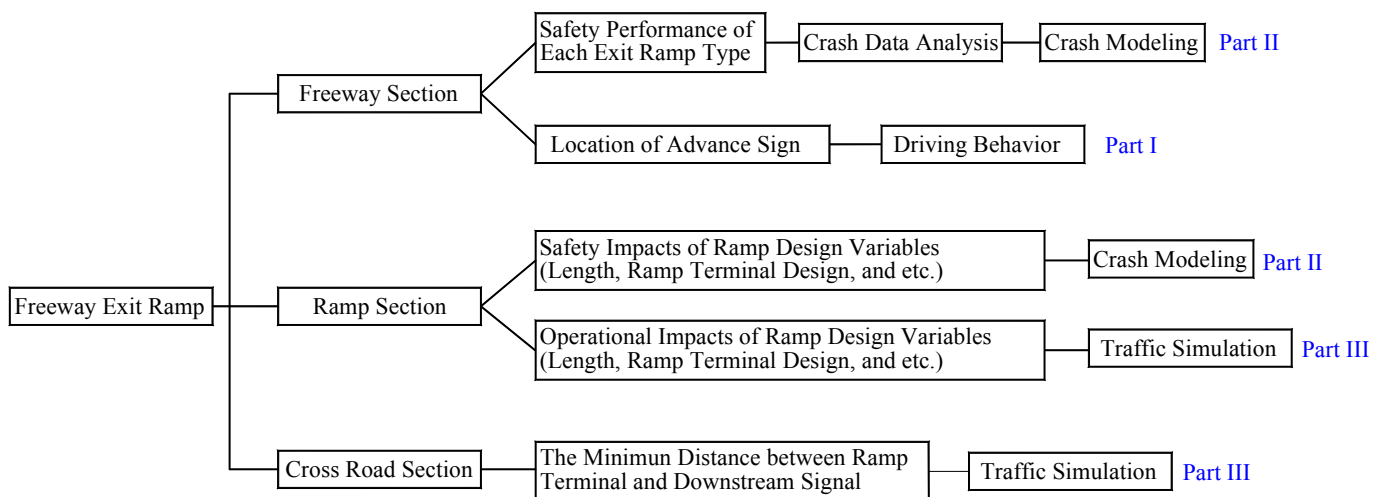 Safety Performance of
Each Exit Ramp Type
Crash Data Analysis
Crash Modeling
Part II
Freeway Section
Location of Advance Sign
Driving Behavior
Part I
Safety Impacts of Ramp Design Variables
(Length, Ramp Terminal Design, and etc.)
Crash Modeling
Part II
Freeway Exit Ramp
Ramp Section
Operational Impacts of Ramp Design Variables
(Length, Ramp Terminal Design, and etc.)
Traffic Simulation
Part III
Cross Road Section
The Minimun Distance between Ramp
Terminal and Downstream Signal
Traffic Simulation
Part III